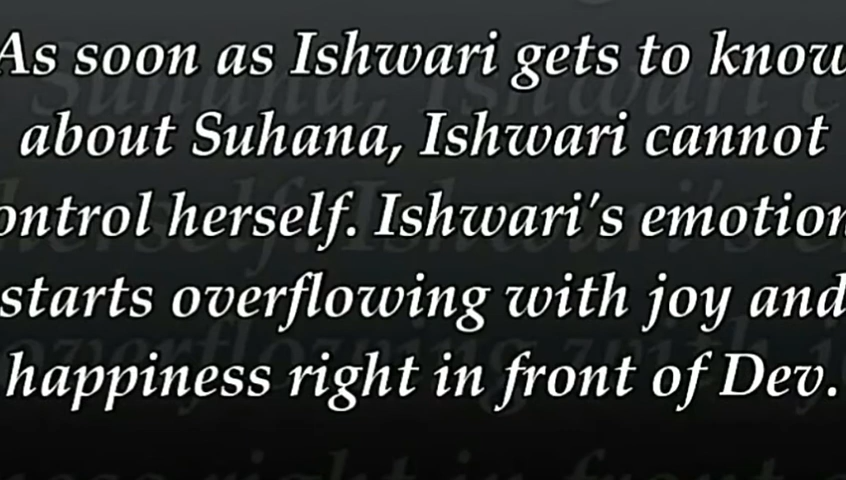 As soon as Ishwari gets to know
about Suhana, Ishwari cannot
ontrol herself. Ishwari's emotion
starts overflowing with joy and
happiness right in front of Dev.